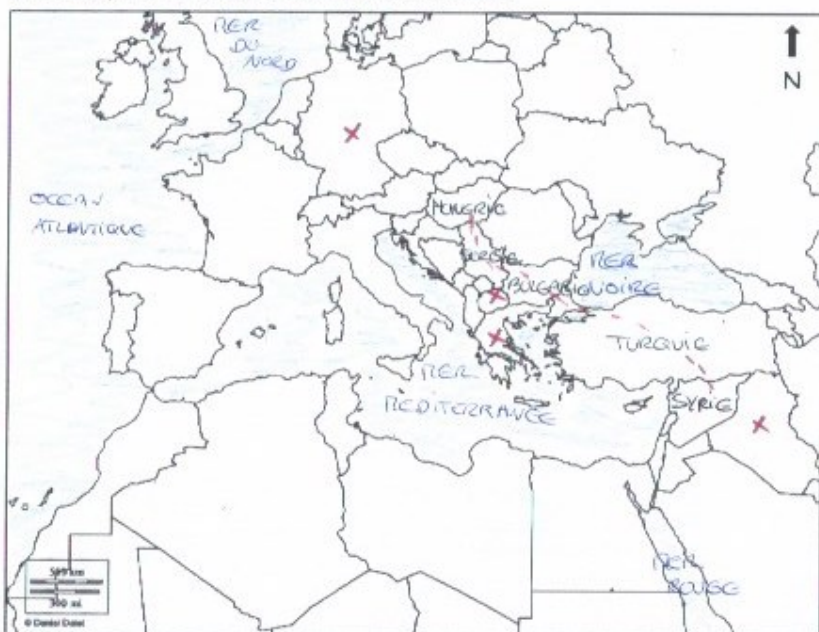 MER
DU
NORD
N
OCEAN
ATLANTIQUE
HONGRIE
SERBIE
BULGARIE
MER
NOIRE
TURQUIE
MER
MEDITERRANCE
SYRIE
MER
ROUGE
500 km
300 mi
© Daniel Dalet